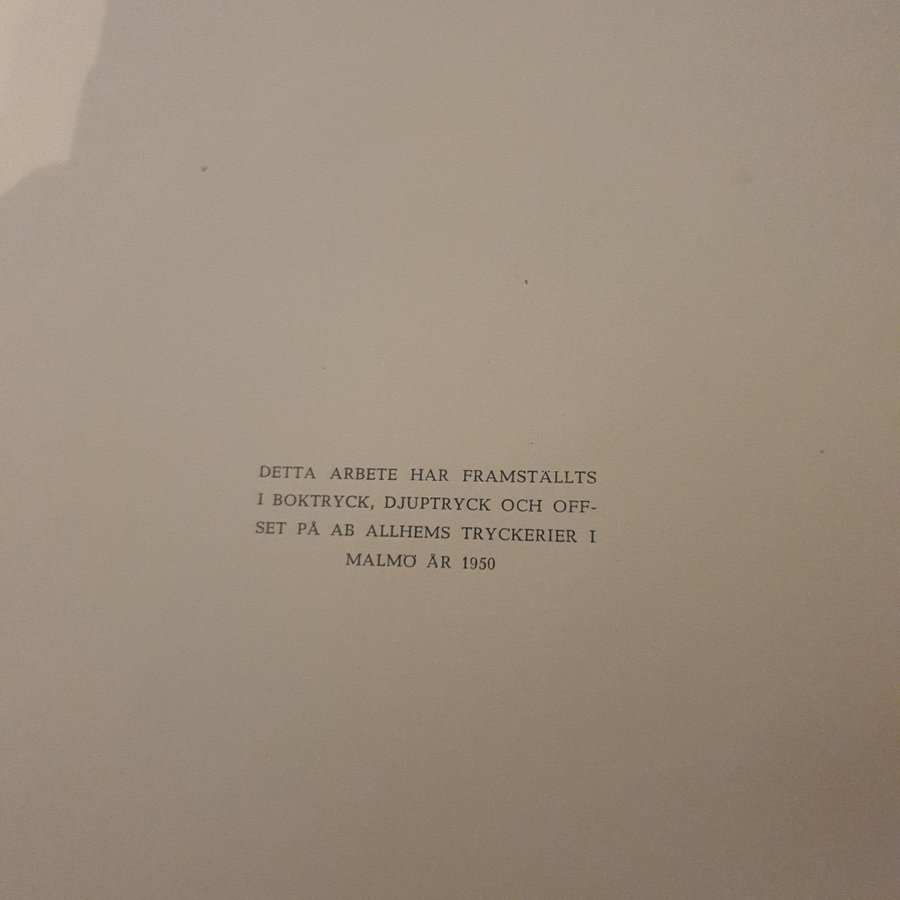 DETTA ARBETE HAR FRAMSTÄLLTS
I BOKTRYCK, DJUPTRYCK OCH OFF-
SET PÅ AB ALLHEMS TRYCKERIER I
MALMÖ ÅR 1950